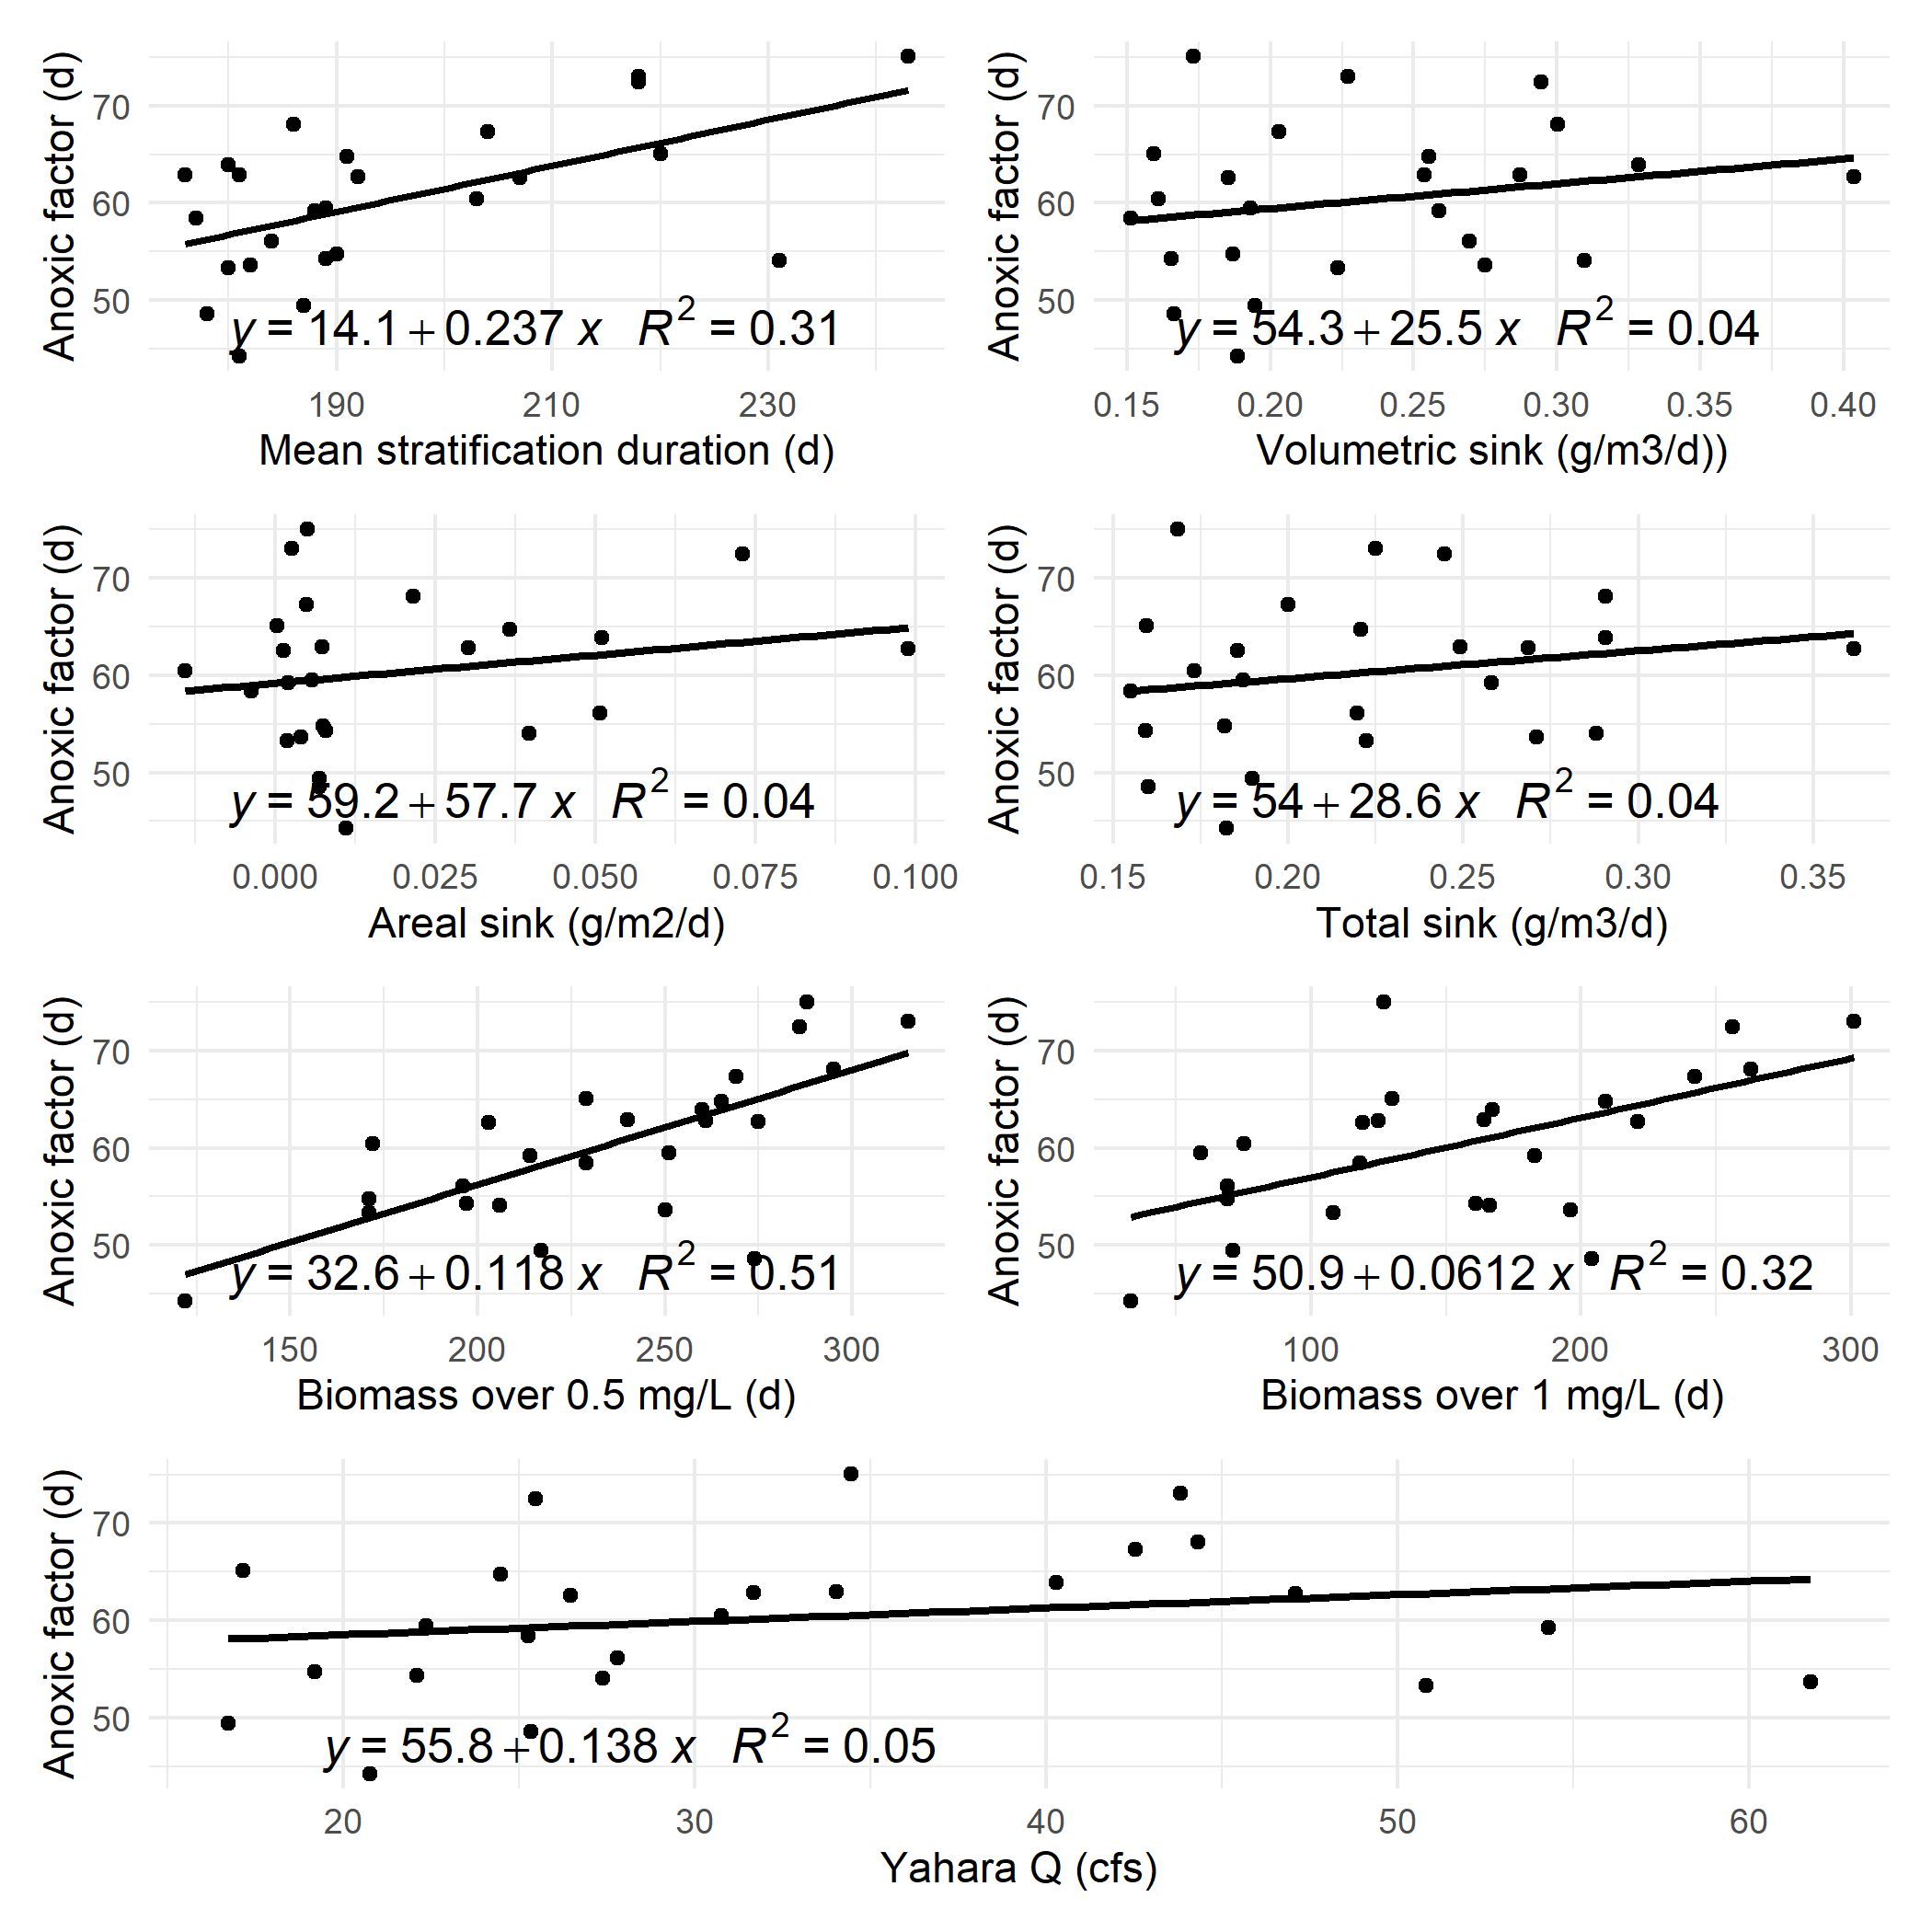 Anoxic factor (d)
70
60
50
y = 14.1 + 0.237 x R² = 0.31
190 210 230
Mean stratification duration (d)
Anoxic factor (d)
70
60
50
y = 54.3 + 25.5 x R² = 0.04
0.15 0.20 0.25 0.30 0.35 0.40
Volumetric sink (g/m3/d))
Anoxic factor (d)
70
60
50
y = 59.2 + 57.7 x R² = 0.04
0.000 0.025 0.050 0.075 0.100
Areal sink (g/m2/d)
Anoxic factor (d)
70
60
50
y = 54 + 28.6 x R² = 0.04
0.15 0.20 0.25 0.30 0.35
Total sink (g/m3/d)
Anoxic factor (d)
70
60
50
y = 32.6 + 0.118 x R² = 0.51
150 200 250 300
Biomass over 0.5 mg/L (d)
Anoxic factor (d)
70
60
50
y = 50.9 + 0.0612 x R² = 0.32
100 200 300
Biomass over 1 mg/L (d)
Anoxic factor (d)
70
60
50
y = 55.8 + 0.138 x R² = 0.05
20 30 40 50 60
Yahara Q (cfs)